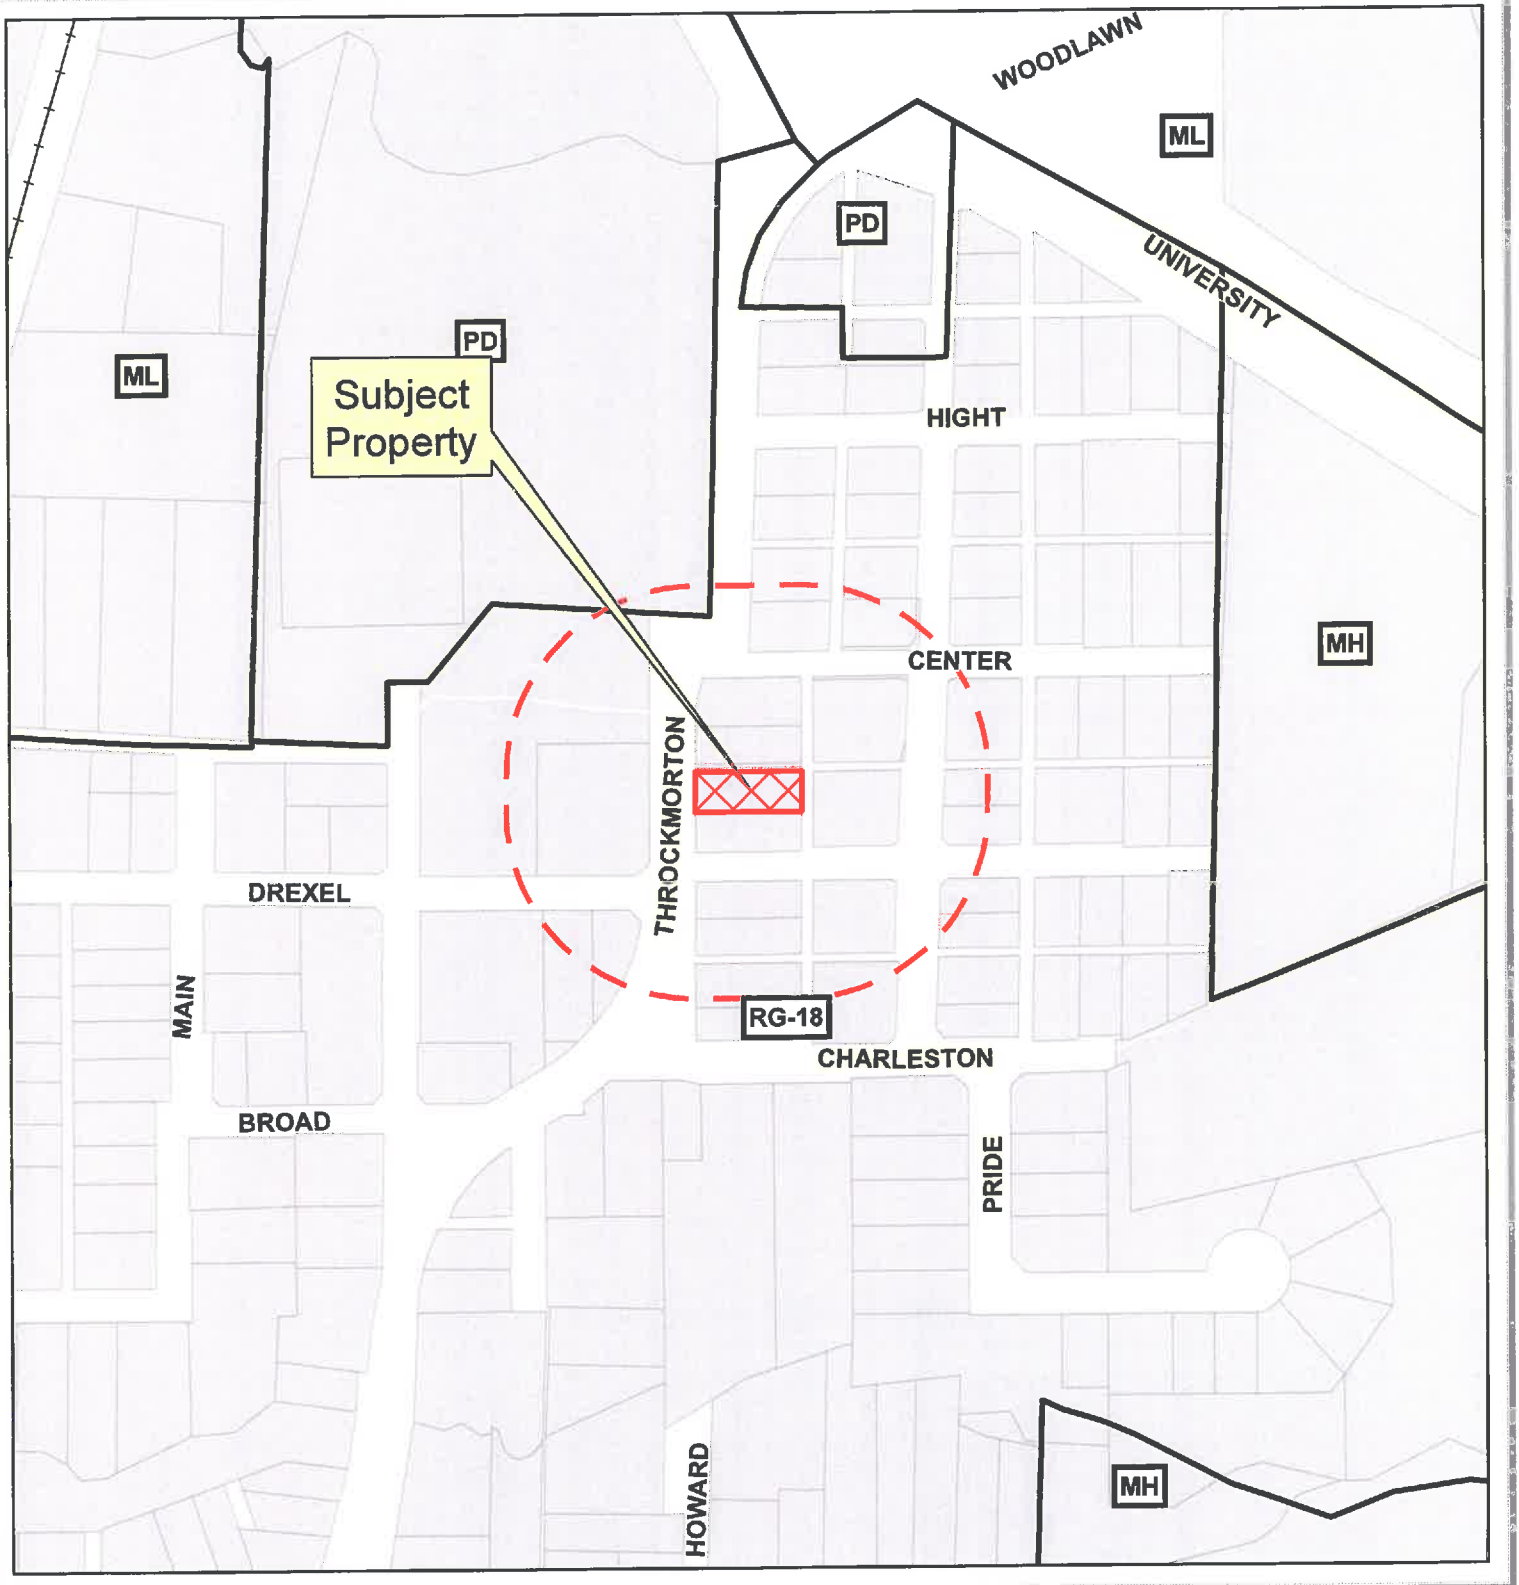 WOODLAWN
ML
PD
UNIVERSITY
PD
ML
Subject
Property
HIGHT
MH
CENTER
THROCKMORTON
DREXEL
MAIN
RG-18
CHARLESTON
BROAD
PRIDE
HOWARD
MH